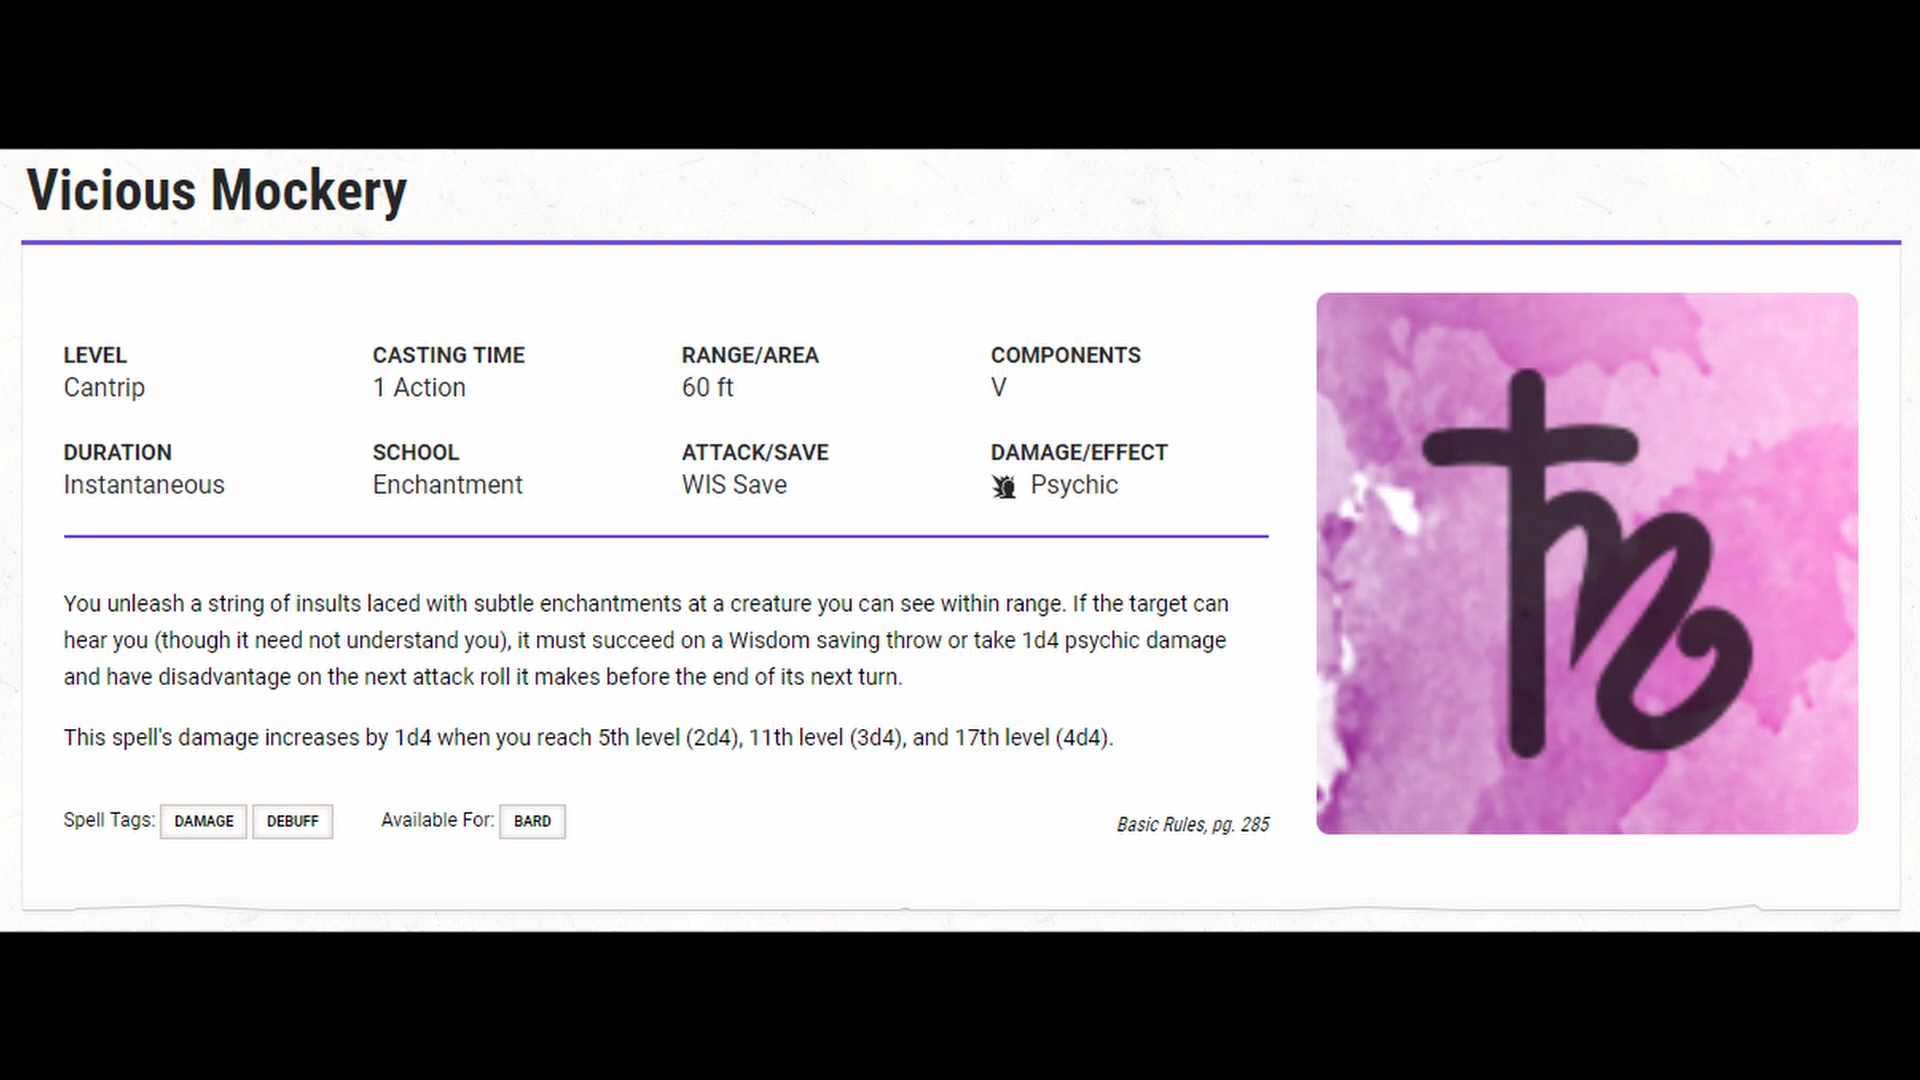 Vicious Mockery
LEVEL
Cantrip
CASTING TIME
1 Action
RANGE/AREA
60 ft
COMPONENTS
V
DURATION
Instantaneous
SCHOOL
Enchantment
ATTACK/SAVE
WIS Save
DAMAGE/EFFECT
Psychic
You unleash a string of insults laced with subtle enchantments at a creature you can see within range. If the target can
hear you (though it need not understand you), it must succeed on a Wisdom saving throw or take 1d4 psychic damage
and have disadvantage on the next attack roll it makes before the end of its next turn.
This spell's damage increases by 1d4 when you reach 5th level (2d4), 11th level (3d4), and 17th level (4d4).
Spell Tags: DAMAGE DEBUFF Available For: BARD
Basic Rules, pg. 285